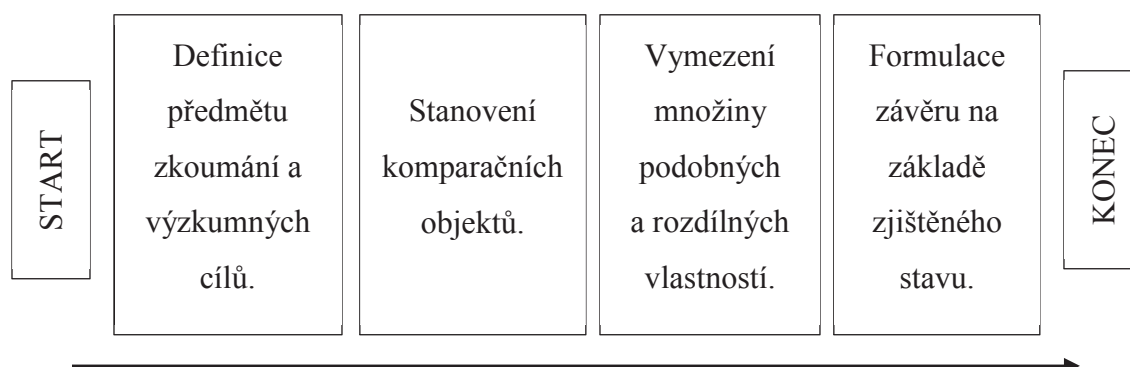 START
Definice
předmětu
zkoumání a
výzkumných
cílů.
Stanovení
komparačních
objektů.
Vymezení
množiny
podobných
a rozdílných
vlastností.
Formulace
závěru na
základě
zjištěného
stavu.
KONEC